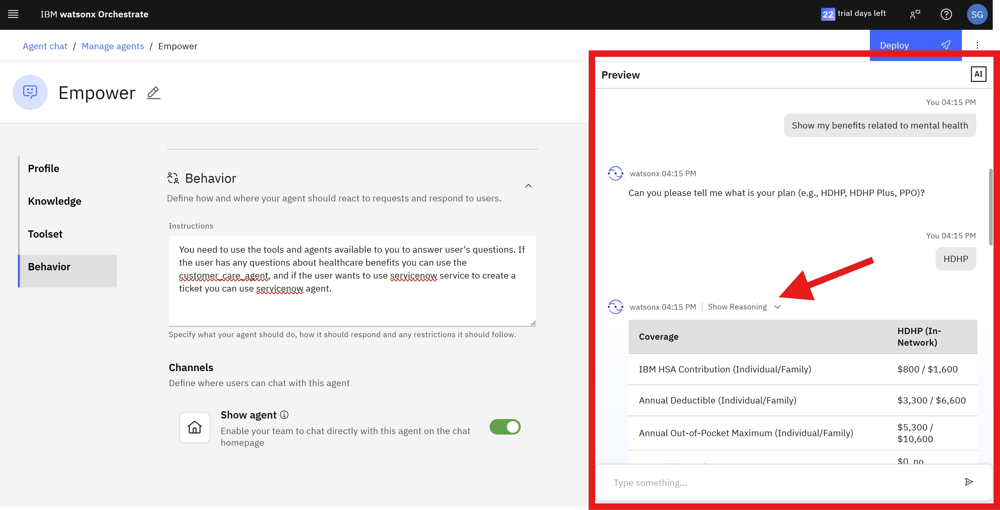 IBM watsonx Orchestrate
22 trial days left
SG
Agent chat / Manage agents / Empower
Deploy
Empower
Profile
Knowledge
Toolset
Behavior
Behavior
Define how and where your agent should react to requests and respond to users.
Instructions
You need to use the tools and agents available to you to answer user's questions. If
the user has any questions about healthcare benefits you can use the
customer_care_agent, and if the user wants to use servicenow service to create a
ticket you can use servicenow agent.
Specify what your agent should do, how it should respond and any restrictions it should follow.
Channels
Define where users can chat with this agent
Show agent
Enable your team to chat directly with this agent on the chat
homepage
Preview
AI
You 04:15 PM
Show my benefits related to mental health
watsonx 04:15 PM
Can you please tell me what is your plan (e.g., HDHP, HDHP Plus, PPO)?
You 04:15 PM
HDHP
watsonx 04:15 PM | Show Reasoning
Coverage
HDHP (In-
Network)
IBM HSA Contribution (Individual/Family)
$800 / $1,600
Annual Deductible (Individual/Family)
$3,300 / $6,600
Annual Out-of-Pocket Maximum (Individual/Family)
$5,300 /
$10,600
$0, no
Type something...